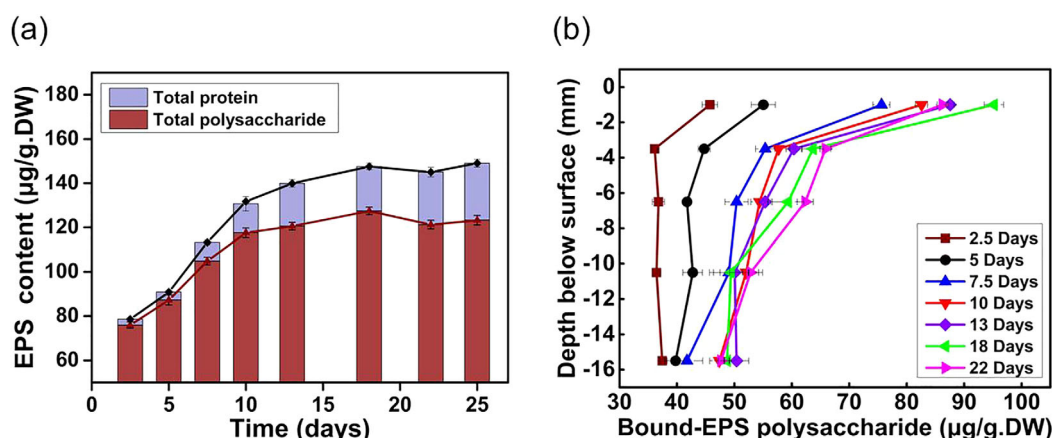 (a)
EPS content (µg/g.DW)
180
160
140
120
100
80
60
Total protein
Total polysaccharide
0 5 10 15 20 25
Time (days)
(b)
Depth below surface (mm)
0
-2
-4
-6
-8
-10
-12
-14
-16
2.5 Days
5 Days
7.5 Days
10 Days
13 Days
18 Days
22 Days
30 40 50 60 70 80 90 100
Bound-EPS polysaccharide (µg/g.DW)